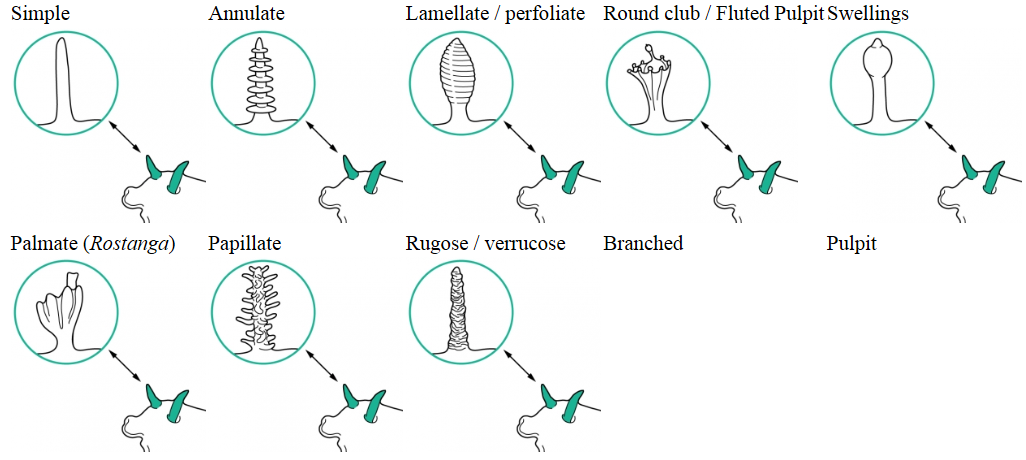 Simple
Annulate
Lamellate / perfoliate
Round club / Fluted Pulpit
Swellings
Palmate (Rostanga)
Papillate
Rugose / verrucose
Branched
Pulpit